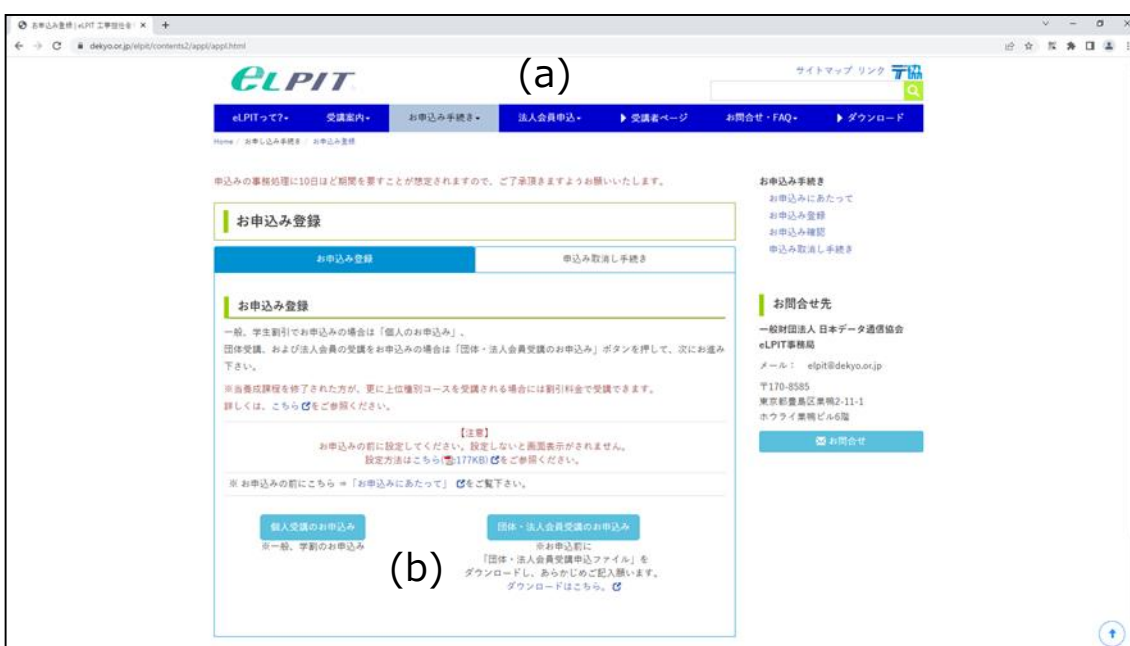 お申込み登録 | eLPIT 工事担任者
dekyo.or.jp/elpit/contents2/appl/appl.html
eLPIT
(a)
サイトマップ リンク
eLPITって?
受講案内
お申込み手続き
法人会員申込
▶ 受講者ページ
お問合せ・FAQ
▶ ダウンロード
Home / お申し込み手続き / お申込み登録
申込みの事務処理に10日ほど期間を要すことが想定されますので、ご了承頂きますようお願いいたします。
お申込み登録
お申込み登録
申込み取消し手続き
お申込み登録
一般、学生割引でお申込みの場合は「個人のお申込み」、
団体受講、および法人会員の受講をお申込みの場合は「団体・法人会員受講のお申込み」ボタンを押して、次にお進み
下さい。
※当養成課程を修了された方が、更に上位種別コースを受講される場合には割引料金で受講できます。
詳しくは、こちらをご参照ください。
【注意】
お申込みの前に設定してください。設定しないと画面表示がされません。
設定方法はこちら(:177KB)をご参照ください。
※ お申込みの前にこちら ⇒「お申込みにあたって」 をご覧下さい。
個人受講のお申込み
※一般、学割のお申込み
(b)
団体・法人会員受講のお申込み
※お申込前に
「団体・法人会員受講申込ファイル」を
ダウンロードし、あらかじめご記入願います。
ダウンロードはこちら。
お申込み手続き
お申込みにあたって
お申込み登録
お申込み確認
申込み取消し手続き
お問合せ先
一般財団法人 日本データ通信協会
eLPIT事務局
メール： elpit@dekyo.or.jp
〒170-8585
東京都豊島区巣鴨2-11-1
ホウライ巣鴨ビル6階
お問合せ